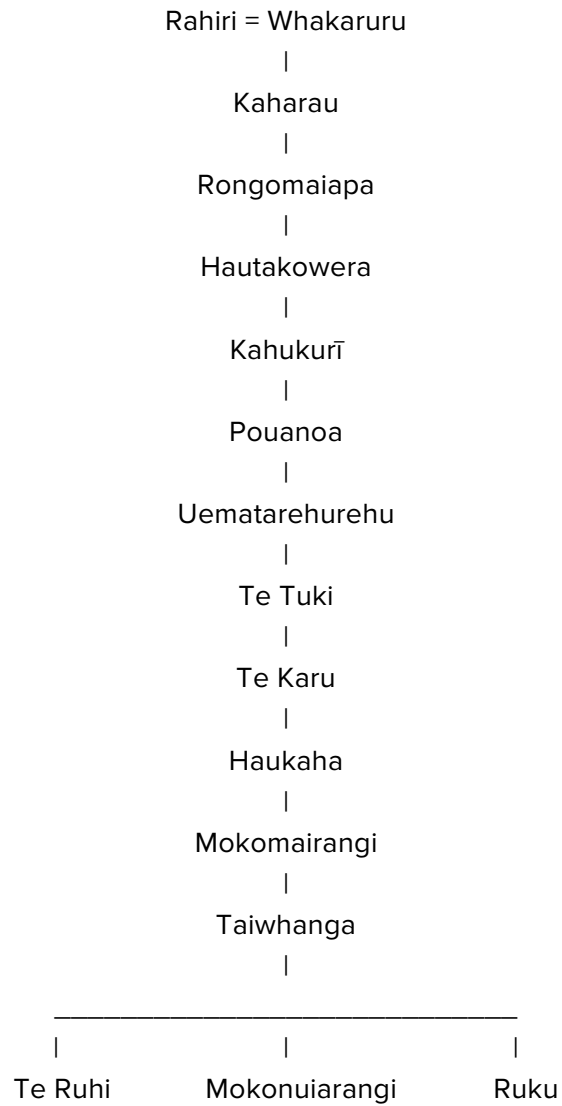 Rahiri = Whakaruru
|
Kaharau
|
Rongomaiapa
|
Hautakowera
|
Kahukurī
|
Pouanoa
|
Uematarehurehu
|
Te Tuki
|
Te Karu
|
Haukaha
|
Mokomairangi
|
Taiwhanga
|
____________________________
| | |
Te Ruhi Mokonuiarangi Ruku